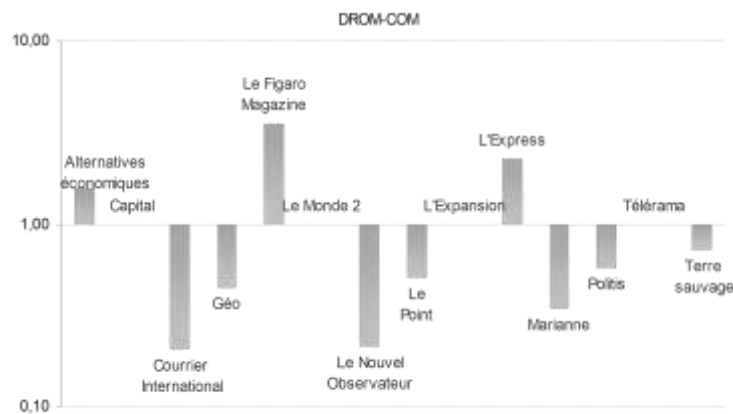 DROM-COM
10,00
Le Figaro
Magazine
L'Express
Alternatives
économiques
Capital
Le Monde 2
L'Expansion
Télérama
1,00
Géo
Le
Point
Politis
Terre
sauvage
Marianne
Courrier
International
Le Nouvel
Observateur
0,10